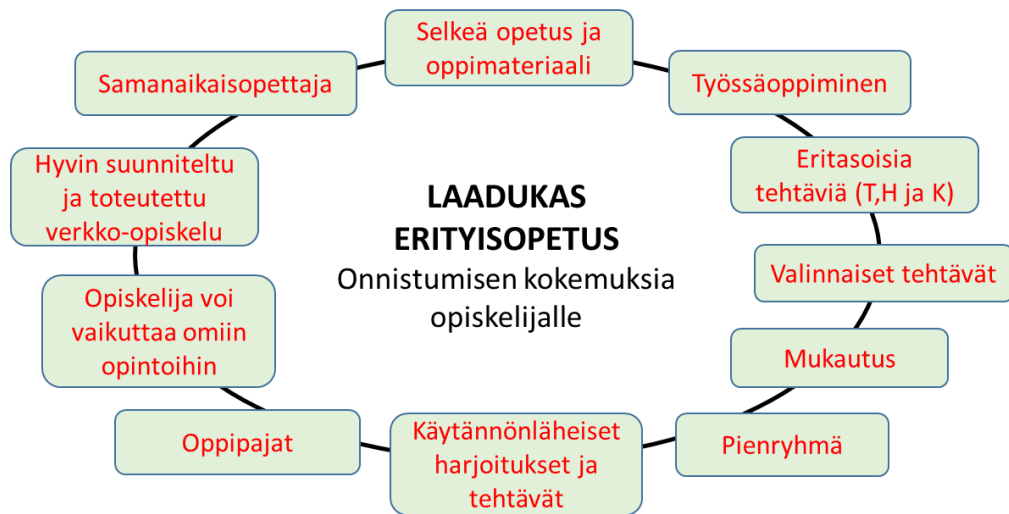 Selkeä opetus ja
oppimateriaali
Työssäoppiminen
Eritasoisia
tehtäviä (T,H ja K)
Valinnaiset tehtävät
Mukautus
Pienryhmä
Käytännönläheiset
harjoitukset ja
tehtävät
Oppipajat
Opiskelija voi
vaikuttaa omiin
opintoihin
Hyvin suunniteltu
ja toteutettu
verkko-opiskelu
Samanaikaisopettaja
LAADUKAS
ERITYISOPETUS
Onnistumisen kokemuksia
opiskelijalle